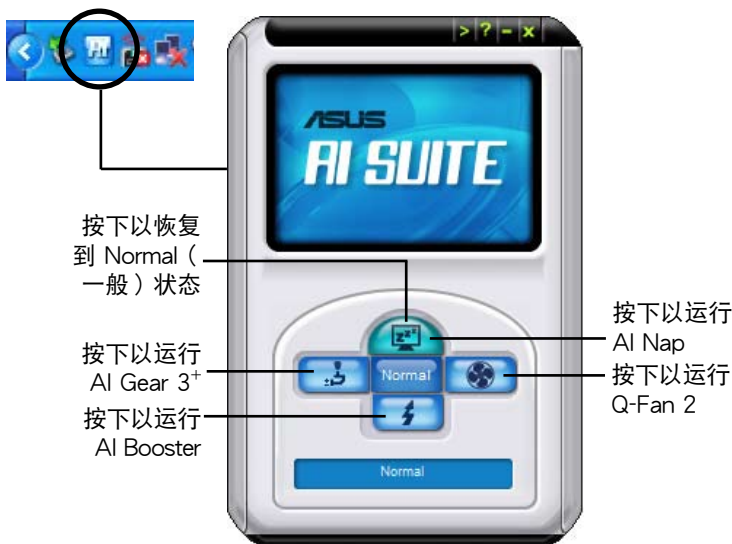 > ? - x
ASUS
AI SUITE
按下以恢复
到 Normal（
一般）状态
按下以运行
AI Gear 3+
按下以运行
AI Booster
zzz
Normal
按下以运行
AI Nap
按下以运行
Q-Fan 2
Normal